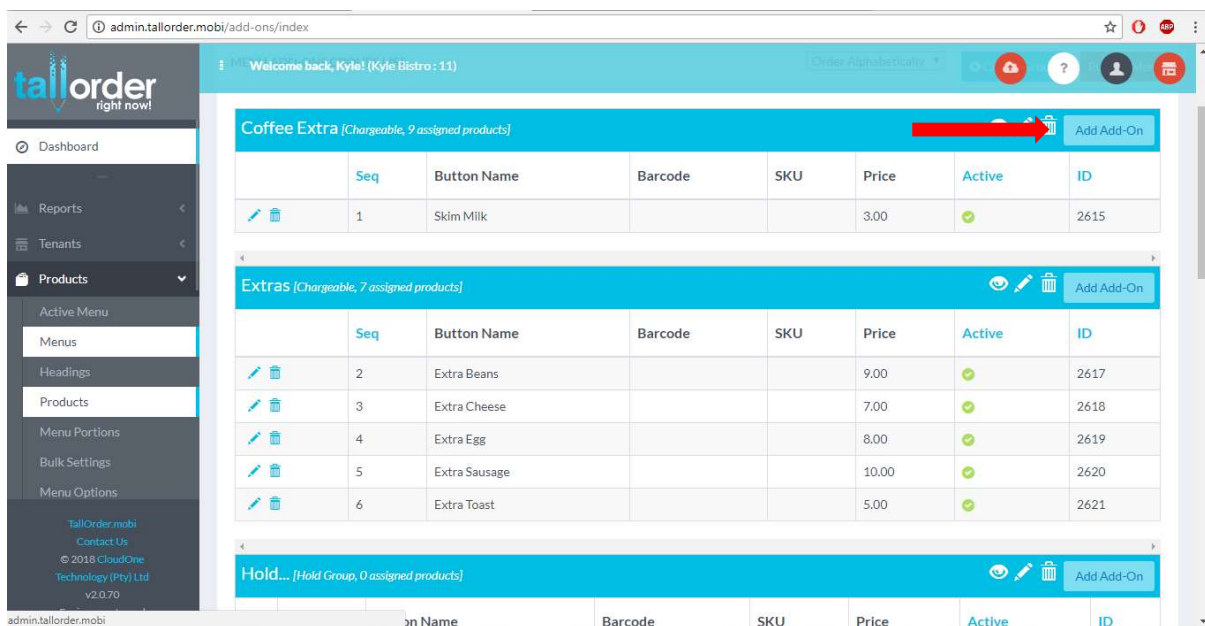 admin.tallorder.mobi/add-ons/index
ABP
tallorder
right now!
Welcome back, Kyle! (Kyle Bistro : 11)
Order Alphabetically
?
Dashboard
Reports
Tenants
Products
Active Menu
Menus
Headings
Products
Menu Portions
Bulk Settings
Menu Options
TallOrder.mobi
Contact Us
© 2018 CloudOne
Technology (Pty) Ltd
v2.0.70
admin.tallorder.mobi
Coffee Extra [Chargeable, 9 assigned products] Add Add-On
Seq Button Name Barcode SKU Price Active ID
1 Skim Milk 3.00 2615
Extras [Chargeable, 7 assigned products] Add Add-On
Seq Button Name Barcode SKU Price Active ID
2 Extra Beans 9.00 2617
3 Extra Cheese 7.00 2618
4 Extra Egg 8.00 2619
5 Extra Sausage 10.00 2620
6 Extra Toast 5.00 2621
Hold... [Hold Group, 0 assigned products] Add Add-On
on Name Barcode SKU Price Active ID